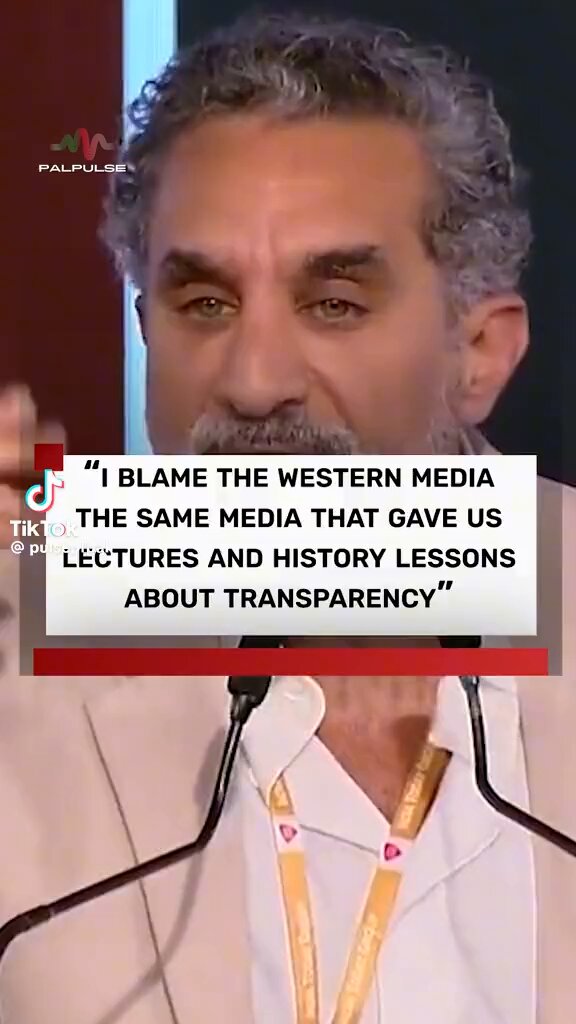 PALPULSE
“I BLAME THE WESTERN MEDIA
THE SAME MEDIA THAT GAVE US
LECTURES AND HISTORY LESSONS
ABOUT TRANSPARENCY”
TikTok